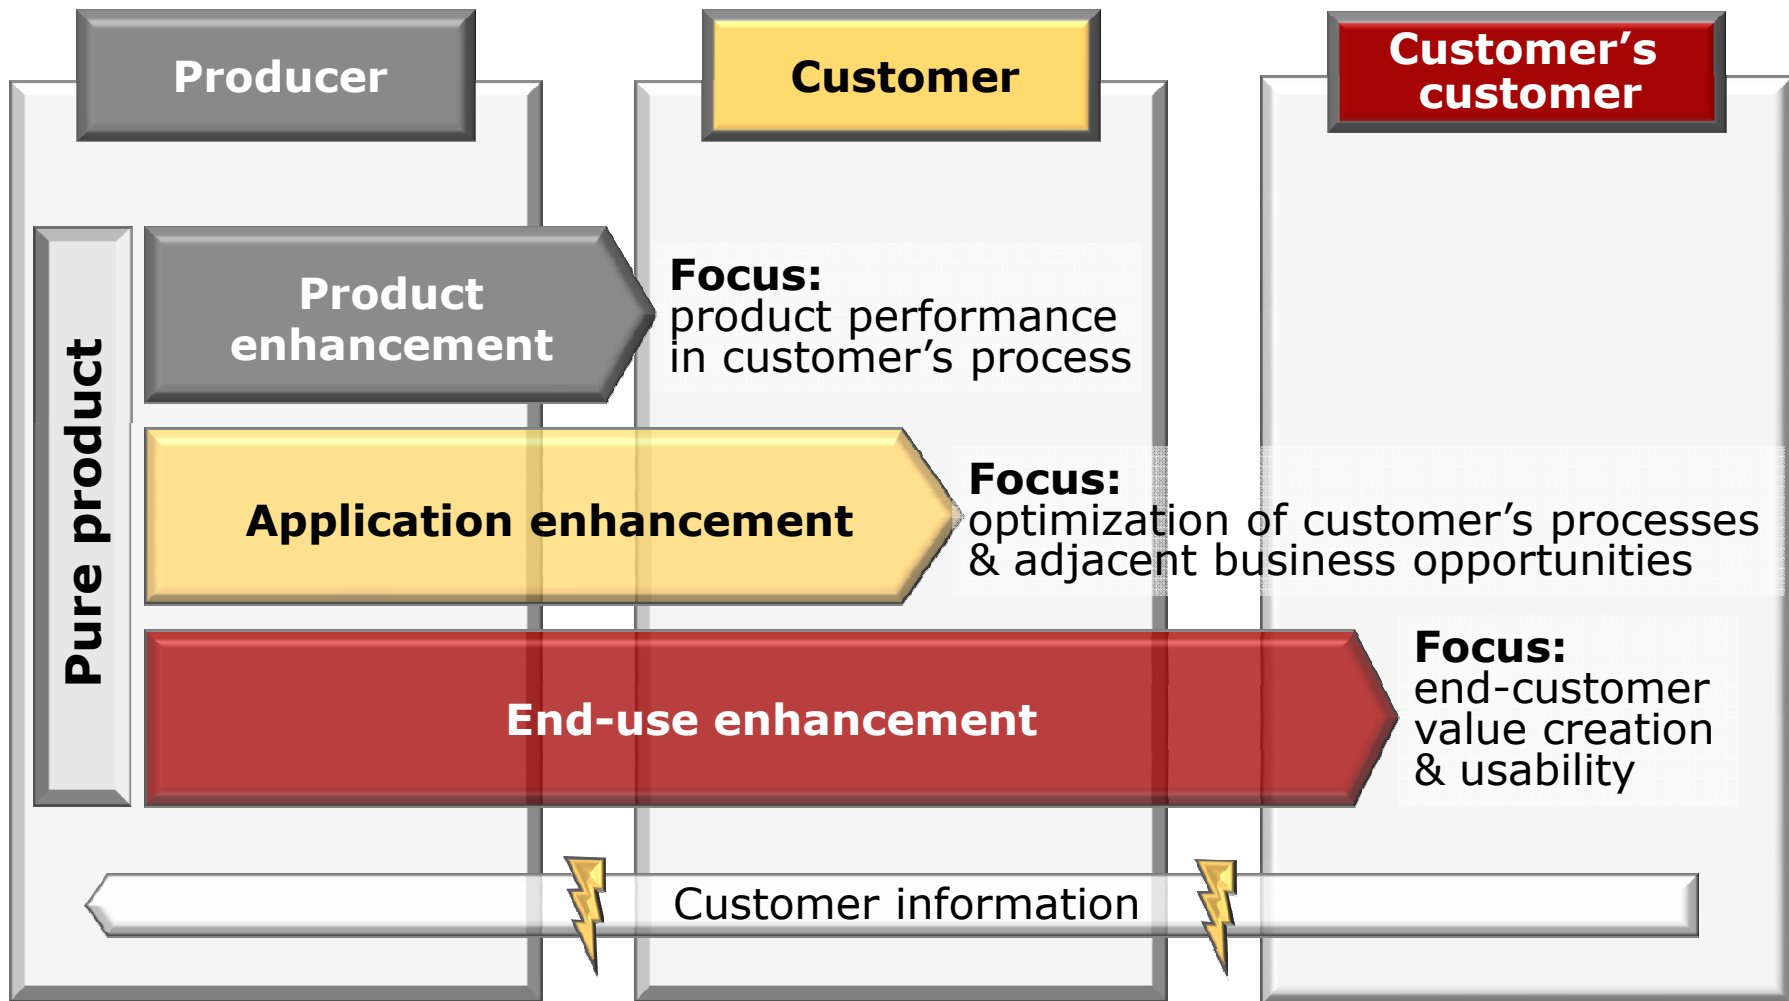 Producer
Customer
Customer’s
customer
Pure product
Product
enhancement
Focus:
product performance
in customer’s process
Application enhancement
Focus:
optimization of customer’s processes
& adjacent business opportunities
End-use enhancement
Focus:
end-customer
value creation
& usability
Customer information